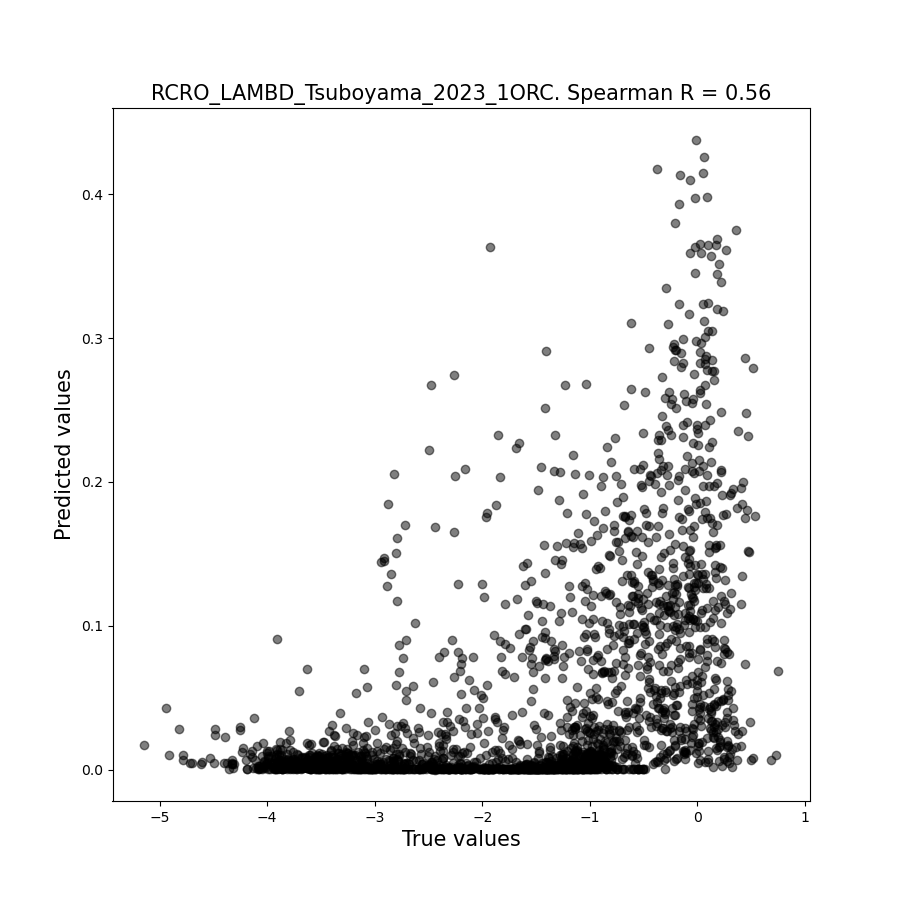 RCRO_LAMBD_Tsuboyama_2023_1ORC. Spearman R = 0.56
0.4
0.3
0.2
0.1
0.0
Predicted values
−5 −4 −3 −2 −1 0 1
True values